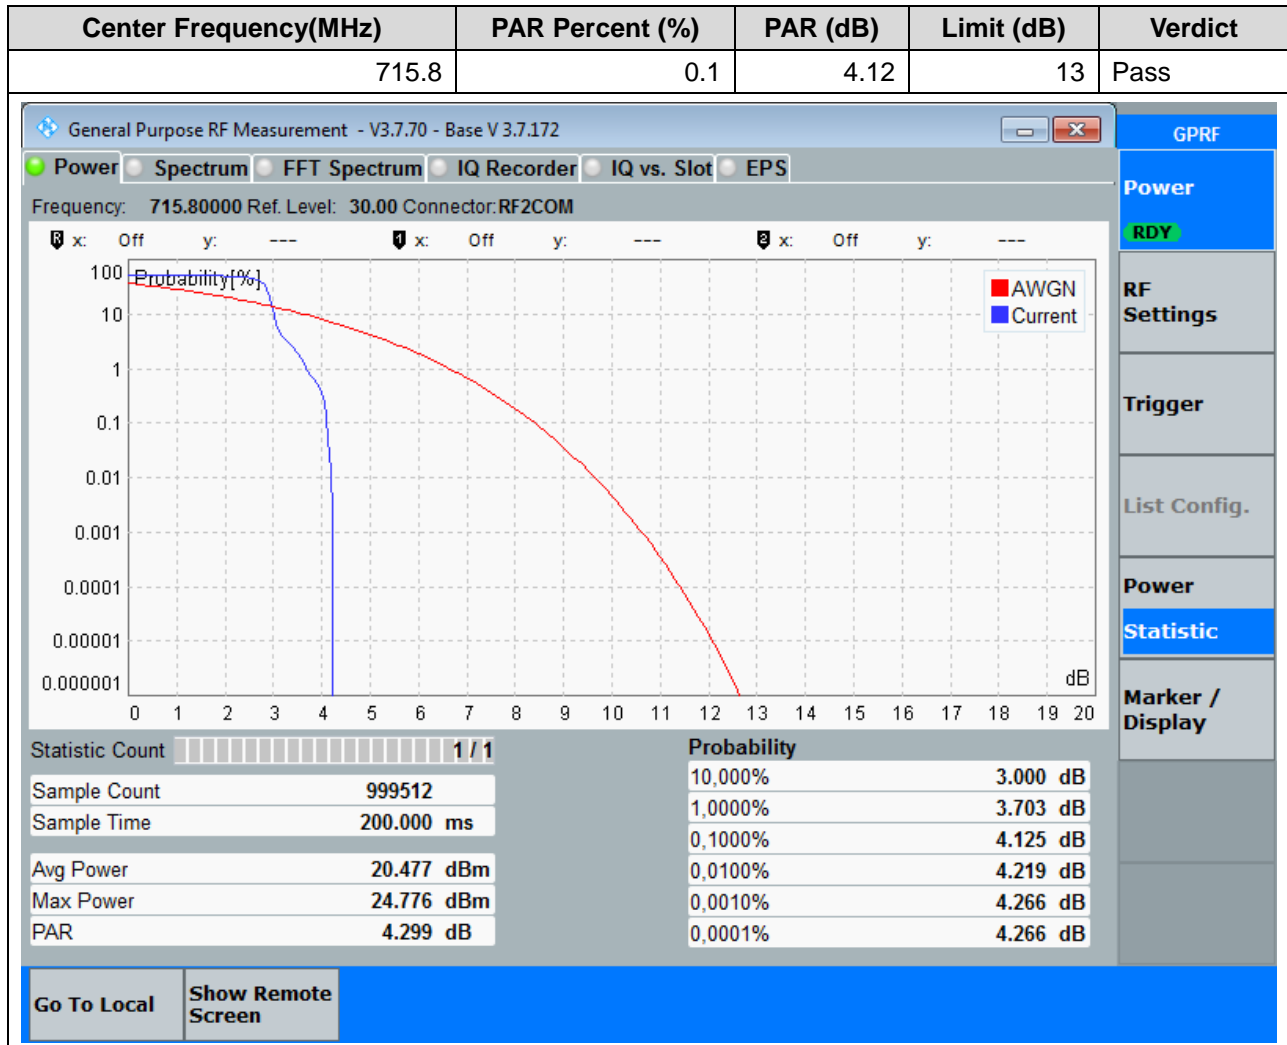 Center Frequency(MHz) PAR Percent (%) PAR (dB) Limit (dB) Verdict
715.8 0.1 4.12 13 Pass
General Purpose RF Measurement - V3.7.70 - Base V 3.7.172
GPRF
Power Spectrum FFT Spectrum IQ Recorder IQ vs. Slot EPS
Power
RDY
Frequency: 715.80000 Ref. Level: 30.00 Connector:RF2COM
R x: Off y: --- 1 x: Off y: --- 2 x: Off y: ---
Probability[%]
AWGN
Current
100
10
1
0.1
0.01
0.001
0.0001
0.00001
0.000001
dB
0 1 2 3 4 5 6 7 8 9 10 11 12 13 14 15 16 17 18 19 20
RF
Settings
Trigger
List Config.
Power
Statistic
Marker /
Display
Statistic Count 1 / 1
Sample Count 999512
Sample Time 200.000 ms
Avg Power 20.477 dBm
Max Power 24.776 dBm
PAR 4.299 dB
Probability
10,000% 3.000 dB
1,0000% 3.703 dB
0,1000% 4.125 dB
0,0100% 4.219 dB
0,0010% 4.266 dB
0,0001% 4.266 dB
Go To Local
Show Remote
Screen